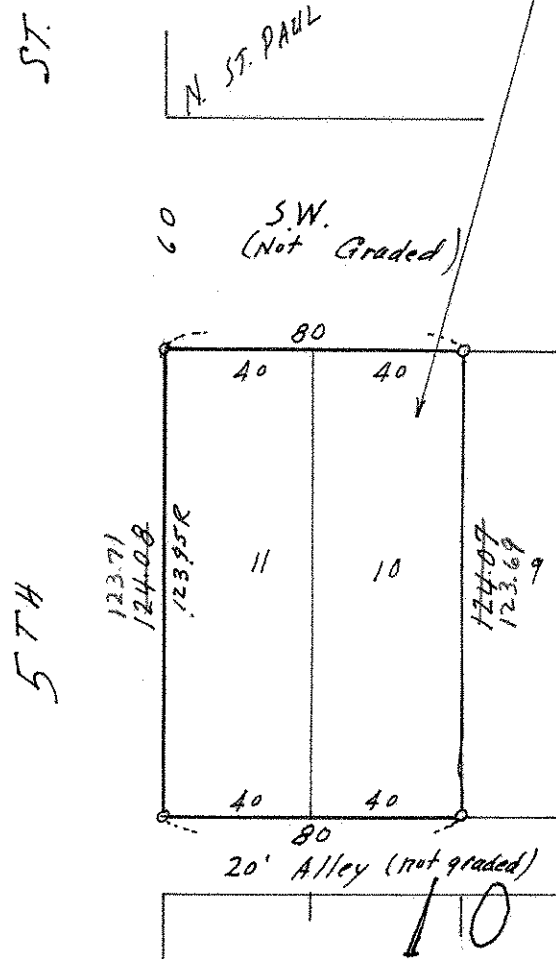 ST.
N. ST. PAUL
60
S.W.
(Not Graded)
80
40 40
123.71
124.08
123.95R
11
10
124.07
123.69
9
5TH
40 40
80
20' Alley (not graded)
10